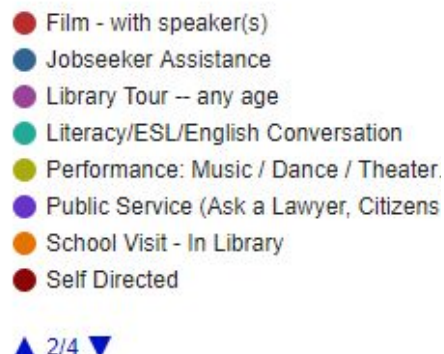 Film - with speaker(s)
Jobseeker Assistance
Library Tour -- any age
Literacy/ESL/English Conversation
Performance: Music / Dance / Theater.
Public Service (Ask a Lawyer, Citizens
School Visit - In Library
Self Directed
▲ 2/4 ▼